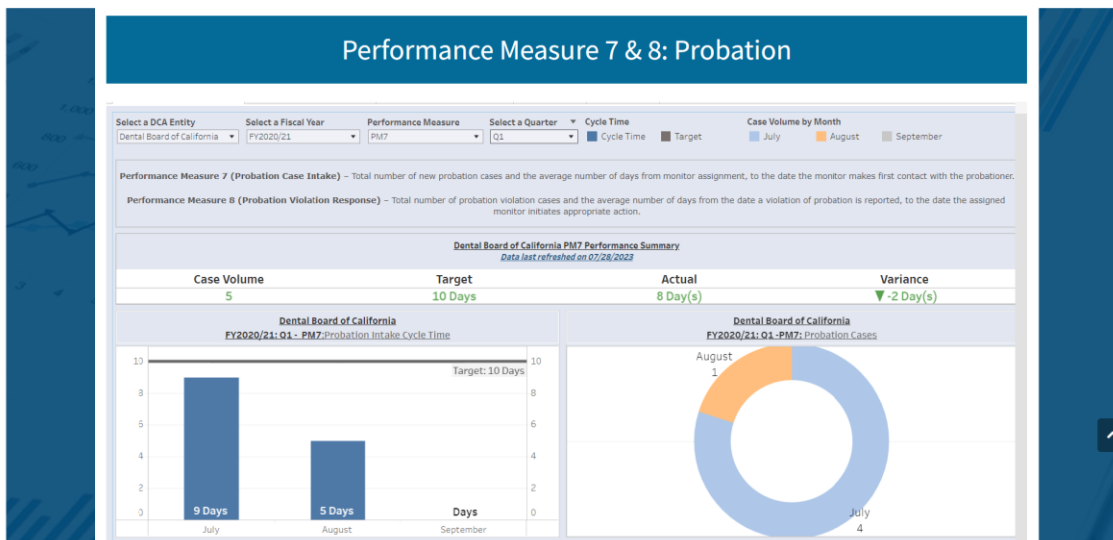 Performance Measure 7 & 8: Probation
Select a DCA Entity
Select a Fiscal Year
Performance Measure
Select a Quarter
Cycle Time
Case Volume by Month
Dental Board of California
FY2020/21
PM7
Q1
Cycle Time
Target
July
August
September
Performance Measure 7 (Probation Case Intake) – Total number of new probation cases and the average number of days from monitor assignment, to the date the monitor makes first contact with the probationer.
Performance Measure 8 (Probation Violation Response) – Total number of probation violation cases and the average number of days from the date a violation of probation is reported, to the date the assigned
monitor initiates appropriate action.
Dental Board of California PM7 Performance Summary
Data last refreshed on 07/28/2023
Case Volume
Target
Actual
Variance
5
10 Days
8 Day(s)
▼ -2 Day(s)
Dental Board of California
FY2020/21: Q1 - PM7:Probation Intake Cycle Time
10
8
6
4
2
0
Target: 10 Days
10
8
6
4
2
0
9 Days
5 Days
Days
July
August
September
Dental Board of California
FY2020/21: Q1 -PM7: Probation Cases
August
1
July
4